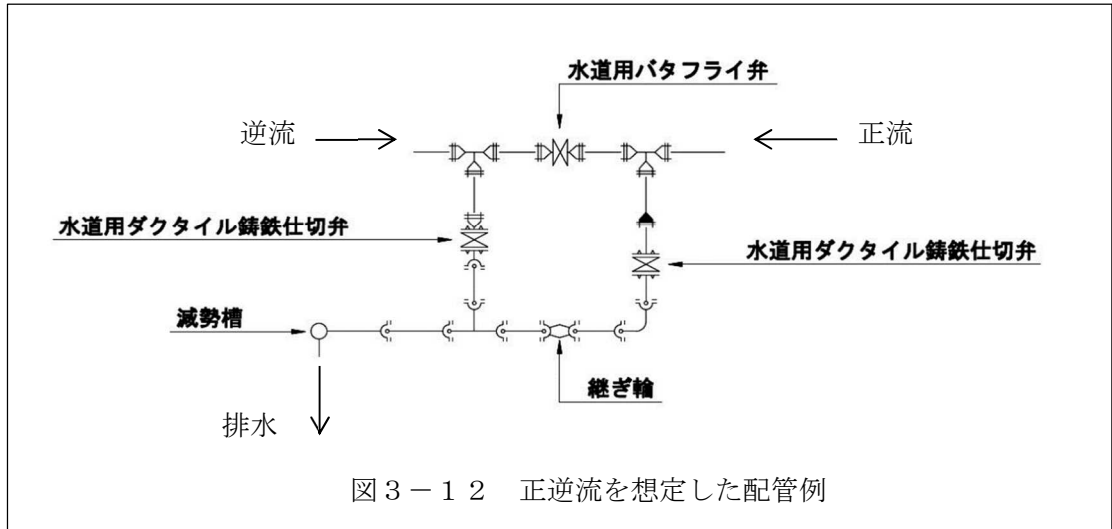 水道用バタフライ弁
逆流
正流
水道用ダクタイル鋳鉄仕切弁
水道用ダクタイル鋳鉄仕切弁
減勢槽
継ぎ輪
排水
図3-12 正逆流を想定した配管例